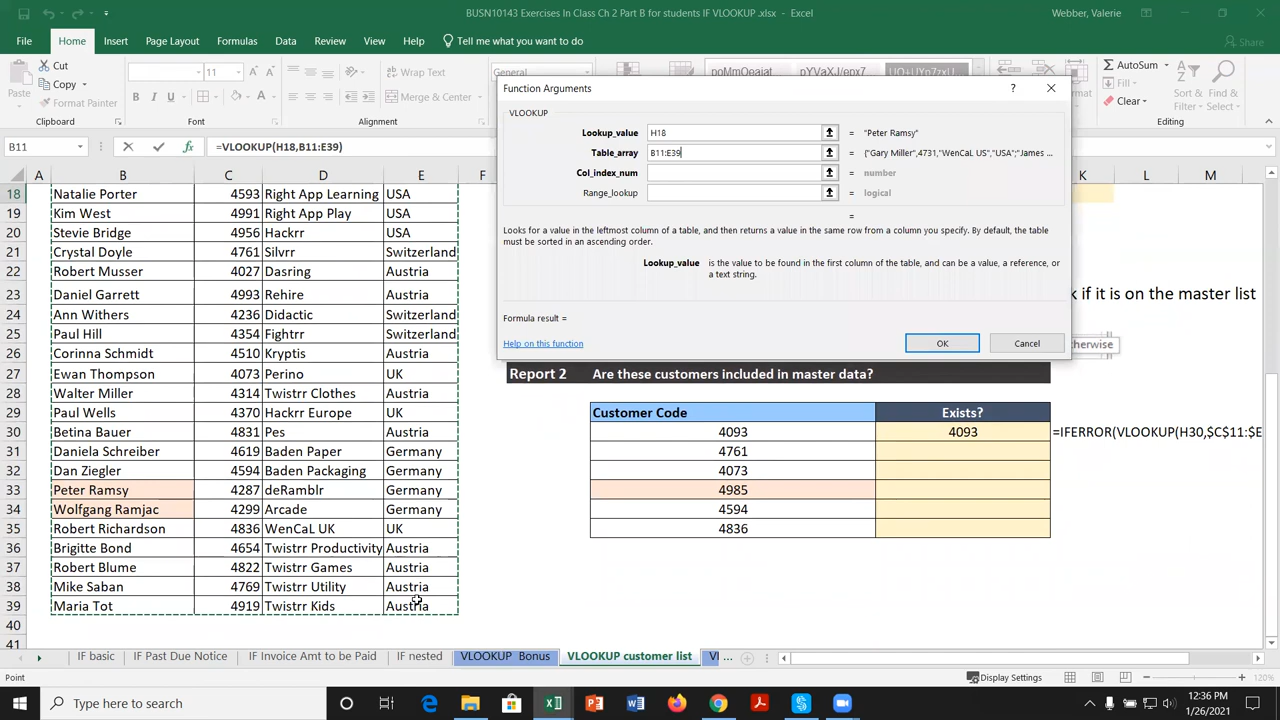 BUSN10143 Exercises In Class Ch 2 Part B for students IF VLOOKUP .xlsx - Excel
Webber, Valerie
File Home Insert Page Layout Formulas Data Review View Help Tell me what you want to do Share
Cut
Copy
Format Painter
Paste
11
Wrap Text
Merge & Center
General
AutoSum
Fill
Clear
Sort &
Filter
Find &
Select
Clipboard Font Alignment Editing
B11 =VLOOKUP(H18,B11:E39)
Function Arguments
VLOOKUP
Lookup_value H18 = "Peter Ramsy"
Table_array B11:E39 = {"Gary Miller",4731,"WenCaL US","USA";"James ...
Col_index_num = number
Range_lookup = logical
=
Looks for a value in the leftmost column of a table, and then returns a value in the same row from a column you specify. By default, the table
must be sorted in an ascending order.
Lookup_value is the value to be found in the first column of the table, and can be a value, a reference, or
a text string.
Formula result =
Help on this function
OK Cancel
A B C D E F K L M
18 Natalie Porter 4593 Right App Learning USA
19 Kim West 4991 Right App Play USA
20 Stevie Bridge 4956 Hackrr USA
21 Crystal Doyle 4761 Silvrr Switzerland
22 Robert Musser 4027 Dasring Austria
23 Daniel Garrett 4993 Rehire Austria
24 Ann Withers 4236 Didactic Switzerland
25 Paul Hill 4354 Fightrr Switzerland
26 Corinna Schmidt 4510 Kryptis Austria
27 Ewan Thompson 4073 Perino UK
28 Walter Miller 4314 Twistrr Clothes Austria
29 Paul Wells 4370 Hackrr Europe UK
30 Betina Bauer 4831 Pes Austria
31 Daniela Schreiber 4619 Baden Paper Germany
32 Dan Ziegler 4594 Baden Packaging Germany
33 Peter Ramsy 4287 deRamblr Germany
34 Wolfgang Ramjac 4299 Arcade Germany
35 Robert Richardson 4836 WenCaL UK UK
36 Brigitte Bond 4654 Twistrr Productivity Austria
37 Robert Blume 4822 Twistrr Games Austria
38 Mike Saban 4769 Twistrr Utility Austria
39 Maria Tot 4919 Twistrr Kids Austria
40
41
k if it is on the master list
therwise
Report 2 Are these customers included in master data?
Customer Code Exists?
4093 4093 =IFERROR(VLOOKUP(H30,$C$11:$E
4761
4073
4985
4594
4836
IF basic IF Past Due Notice IF Invoice Amt to be Paid IF nested VLOOKUP Bonus VLOOKUP customer list VI ...
Point Display Settings 120%
Type here to search
12:36 PM
1/26/2021